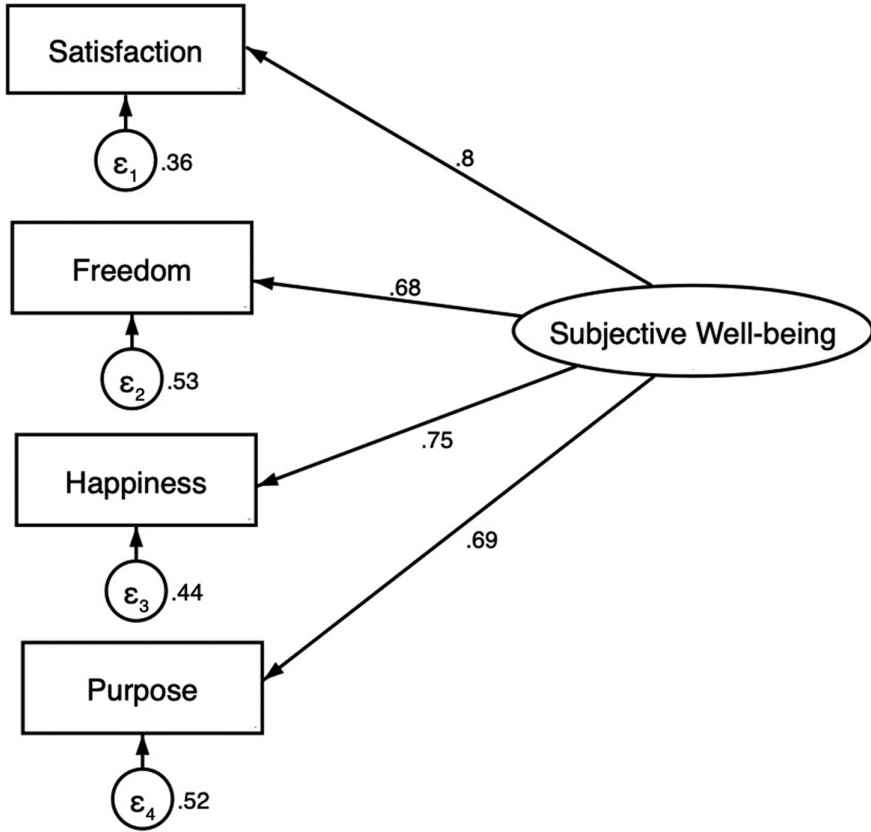 Satisfaction
ε1 .36
.8
Freedom
.68
ε2 .53
Subjective Well-being
Happiness
.75
ε3 .44
.69
Purpose
ε4 .52